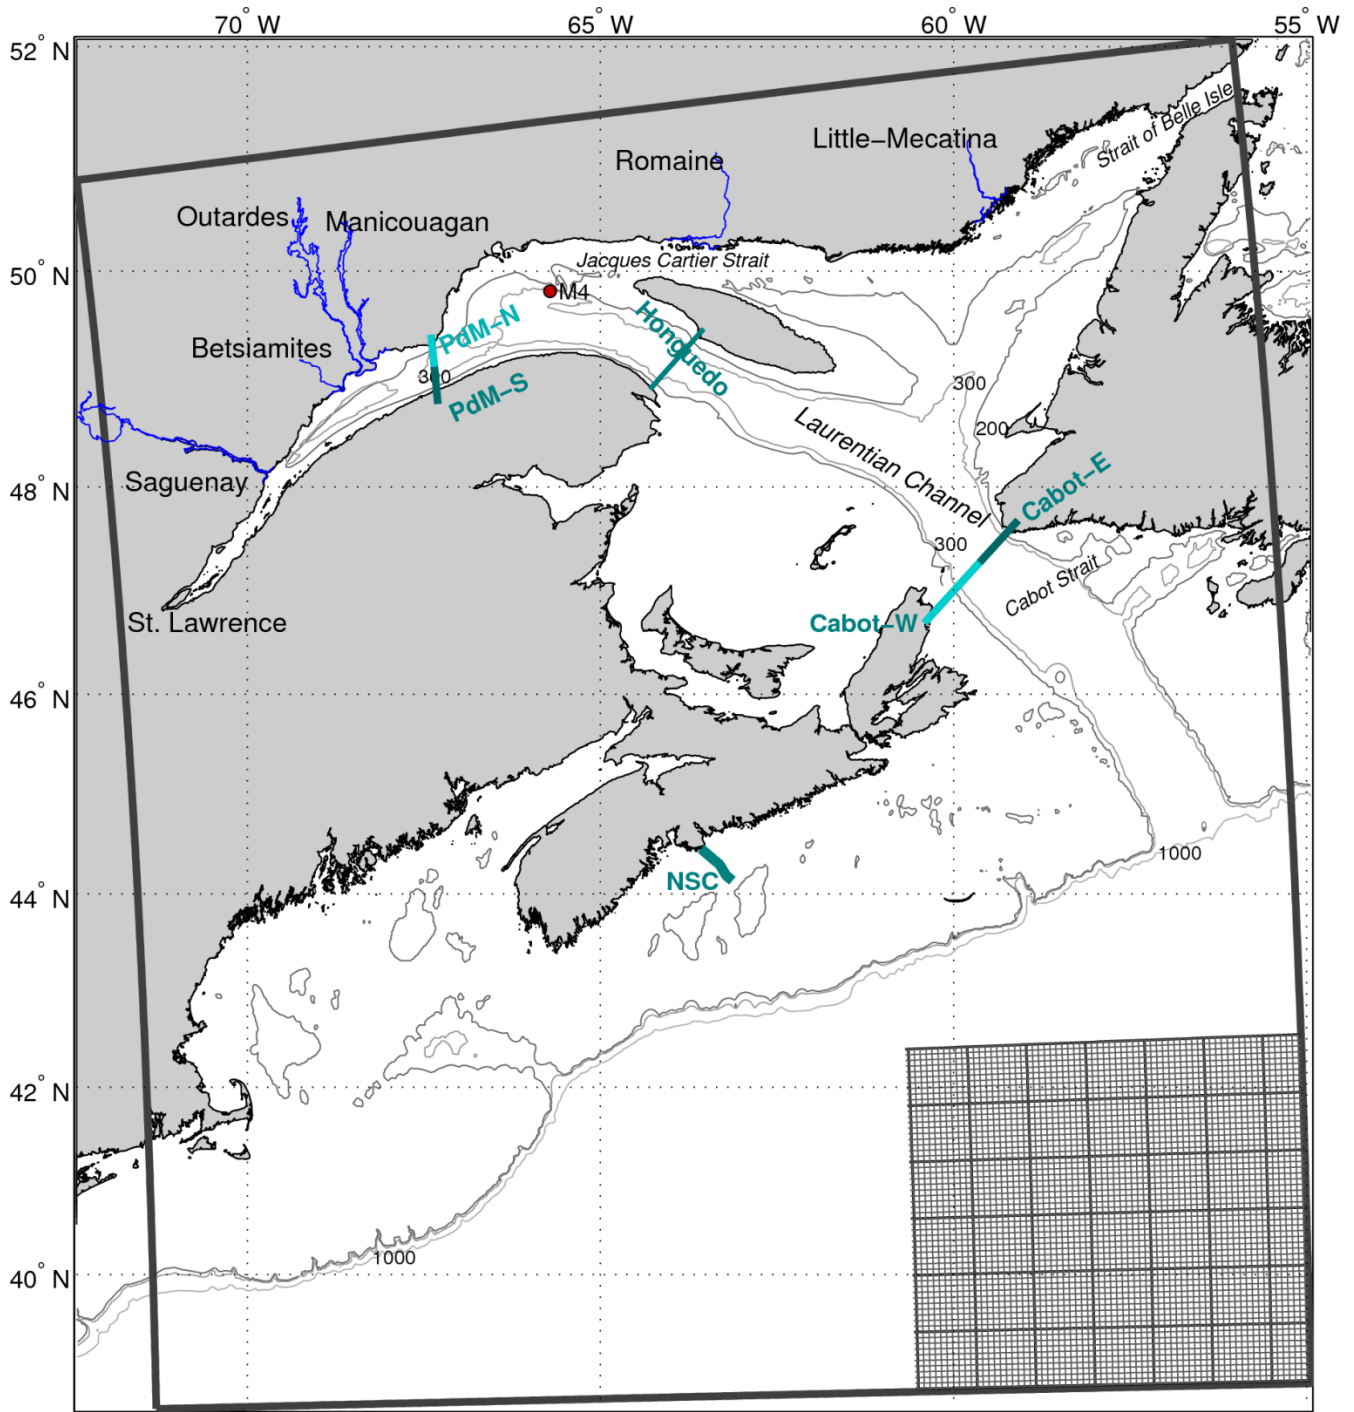 70° W
65° W
60° W
55° W
52° N
Little-Mecatina
Strait of Belle Isle
Romaine
Outardes
Manicouagan
50° N
Jacques Cartier Strait
M4
PdM-N
Honguedo
Betsiamites
300
PdM-S
300
200
Laurentian Channel
Cabot-E
Saguenay
48° N
300
Cabot Strait
St. Lawrence
Cabot-W
46° N
1000
NSC
44° N
42° N
1000
40° N